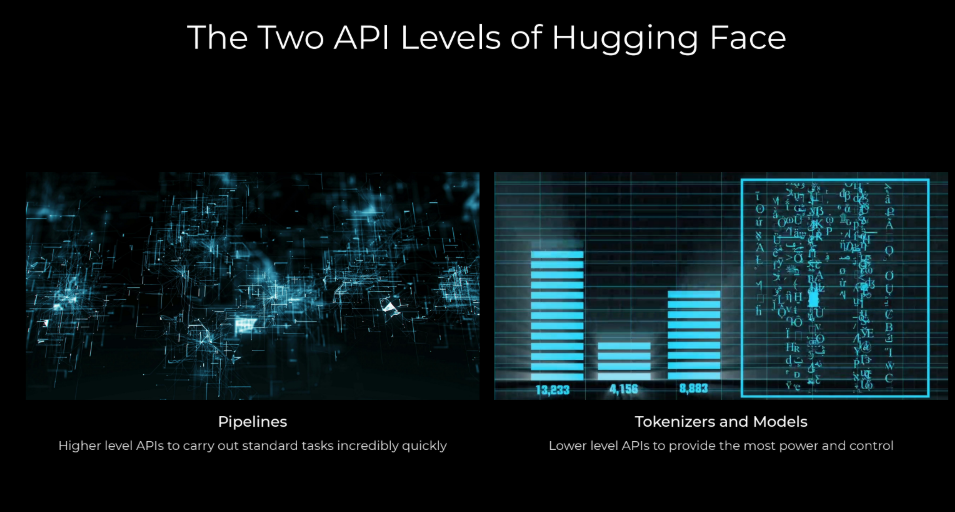 The Two API Levels of Hugging Face
13,233
4,156
8,883
Pipelines
Tokenizers and Models
Higher level APIs to carry out standard tasks incredibly quickly
Lower level APIs to provide the most power and control